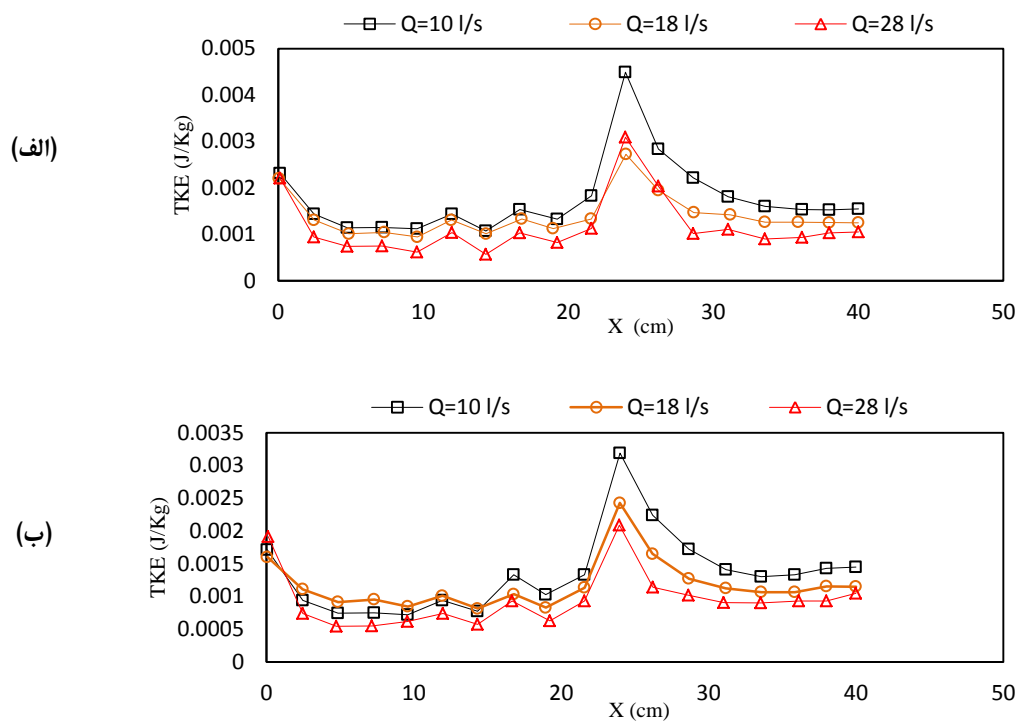 Q=10 l/s Q=18 l/s Q=28 l/s
0.005
0.004
0.003
0.002
0.001
0
TKE (J/Kg)
(الف)
0 10 20 30 40 50
X (cm)
Q=10 l/s Q=18 l/s Q=28 l/s
0.0035
0.003
0.0025
0.002
0.0015
0.001
0.0005
0
TKE (J/Kg)
(ب)
0 10 20 30 40 50
X (cm)